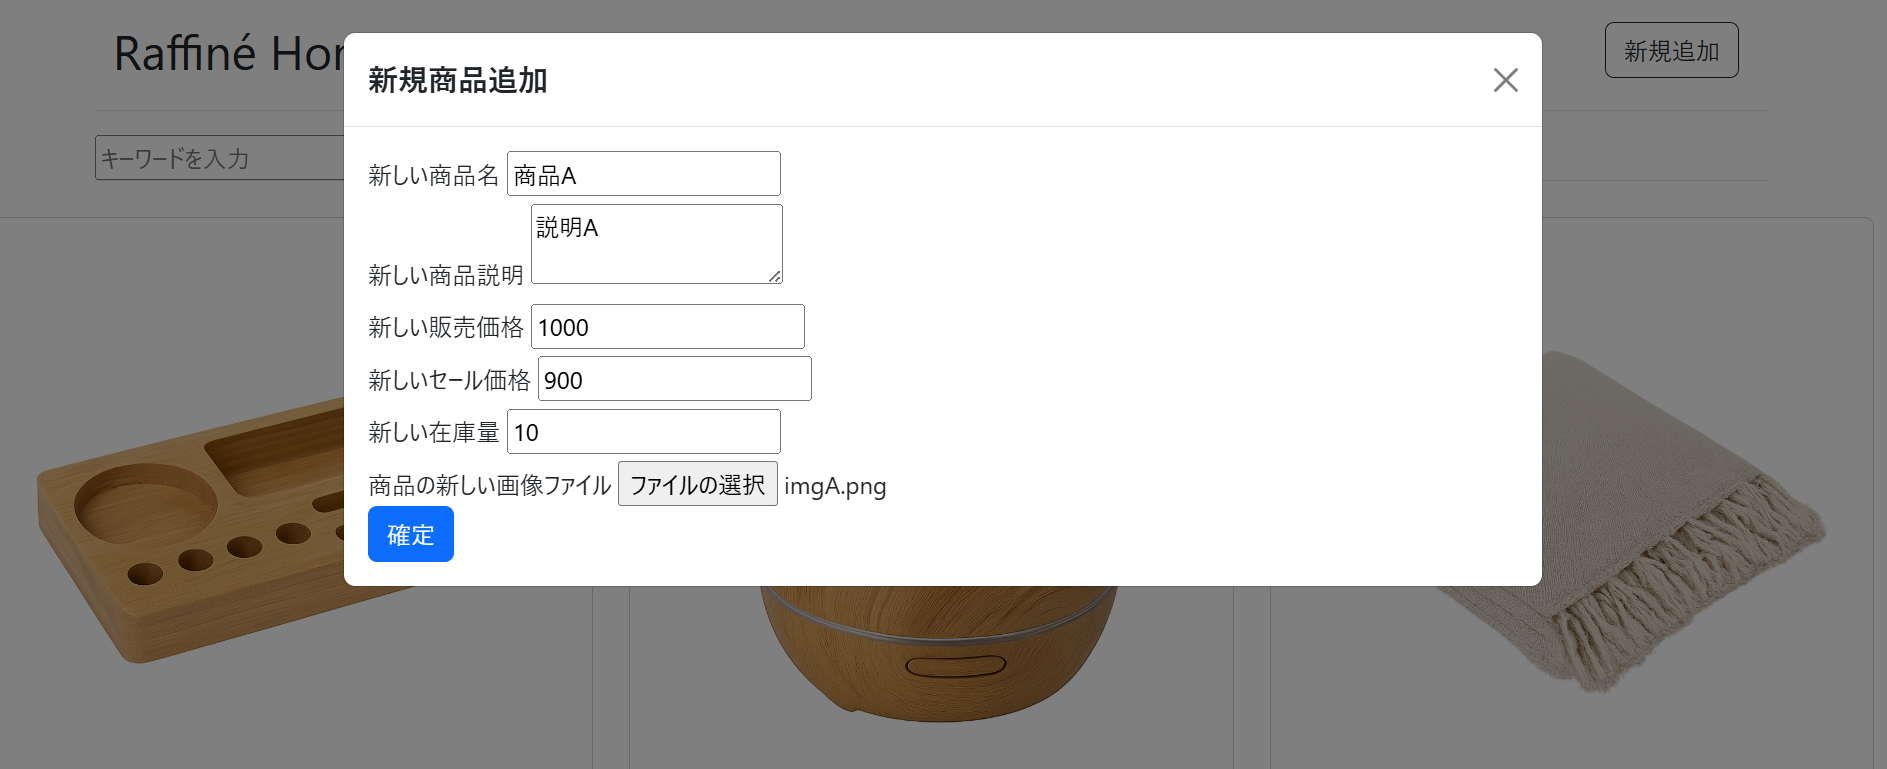 Raffiné Hor
新規追加
新規商品追加
キーワードを入力
新しい商品名 商品A
説明A
新しい商品説明
新しい販売価格 1000
新しいセール価格 900
新しい在庫量 10
商品の新しい画像ファイル ファイルの選択 imgA.png
確定